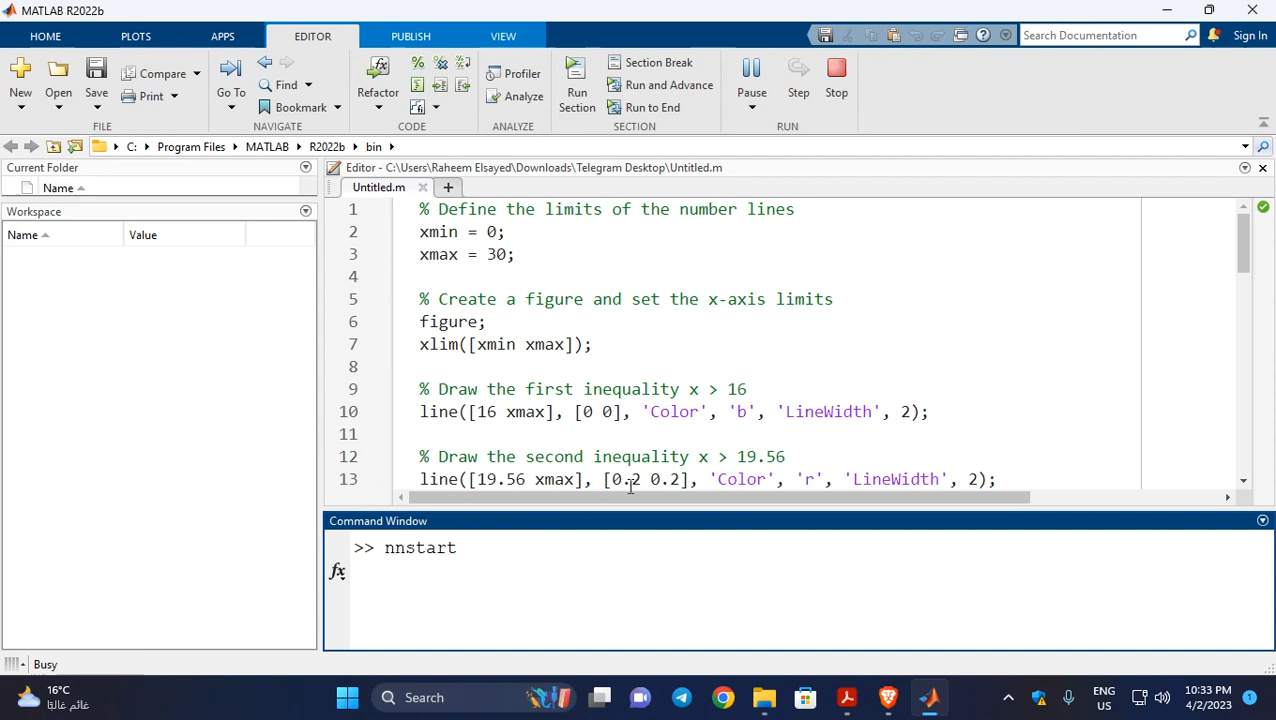 MATLAB R2022b
HOME PLOTS APPS EDITOR PUBLISH VIEW Search Documentation Sign In
New Open Save Compare Print Go To Find Bookmark Refactor Profiler Analyze Run Section Section Break Run and Advance Run to End Pause Step Stop
FILE NAVIGATE CODE ANALYZE SECTION RUN
C: Program Files MATLAB R2022b bin
Current Folder
Name
Workspace
Name Value
Editor - C:\Users\Raheem Elsayed\Downloads\Telegram Desktop\Untitled.m
Untitled.m
1 % Define the limits of the number lines
2 xmin = 0;
3 xmax = 30;
4
5 % Create a figure and set the x-axis limits
6 figure;
7 xlim([xmin xmax]);
8
9 % Draw the first inequality x > 16
10 line([16 xmax], [0 0], 'Color', 'b', 'LineWidth', 2);
11
12 % Draw the second inequality x > 19.56
13 line([19.56 xmax], [0.2 0.2], 'Color', 'r', 'LineWidth', 2);
Command Window
>> nnstart
fx
Busy
16°C
غائم غالبًا
Search
ENG
US
10:33 PM
4/2/2023
1